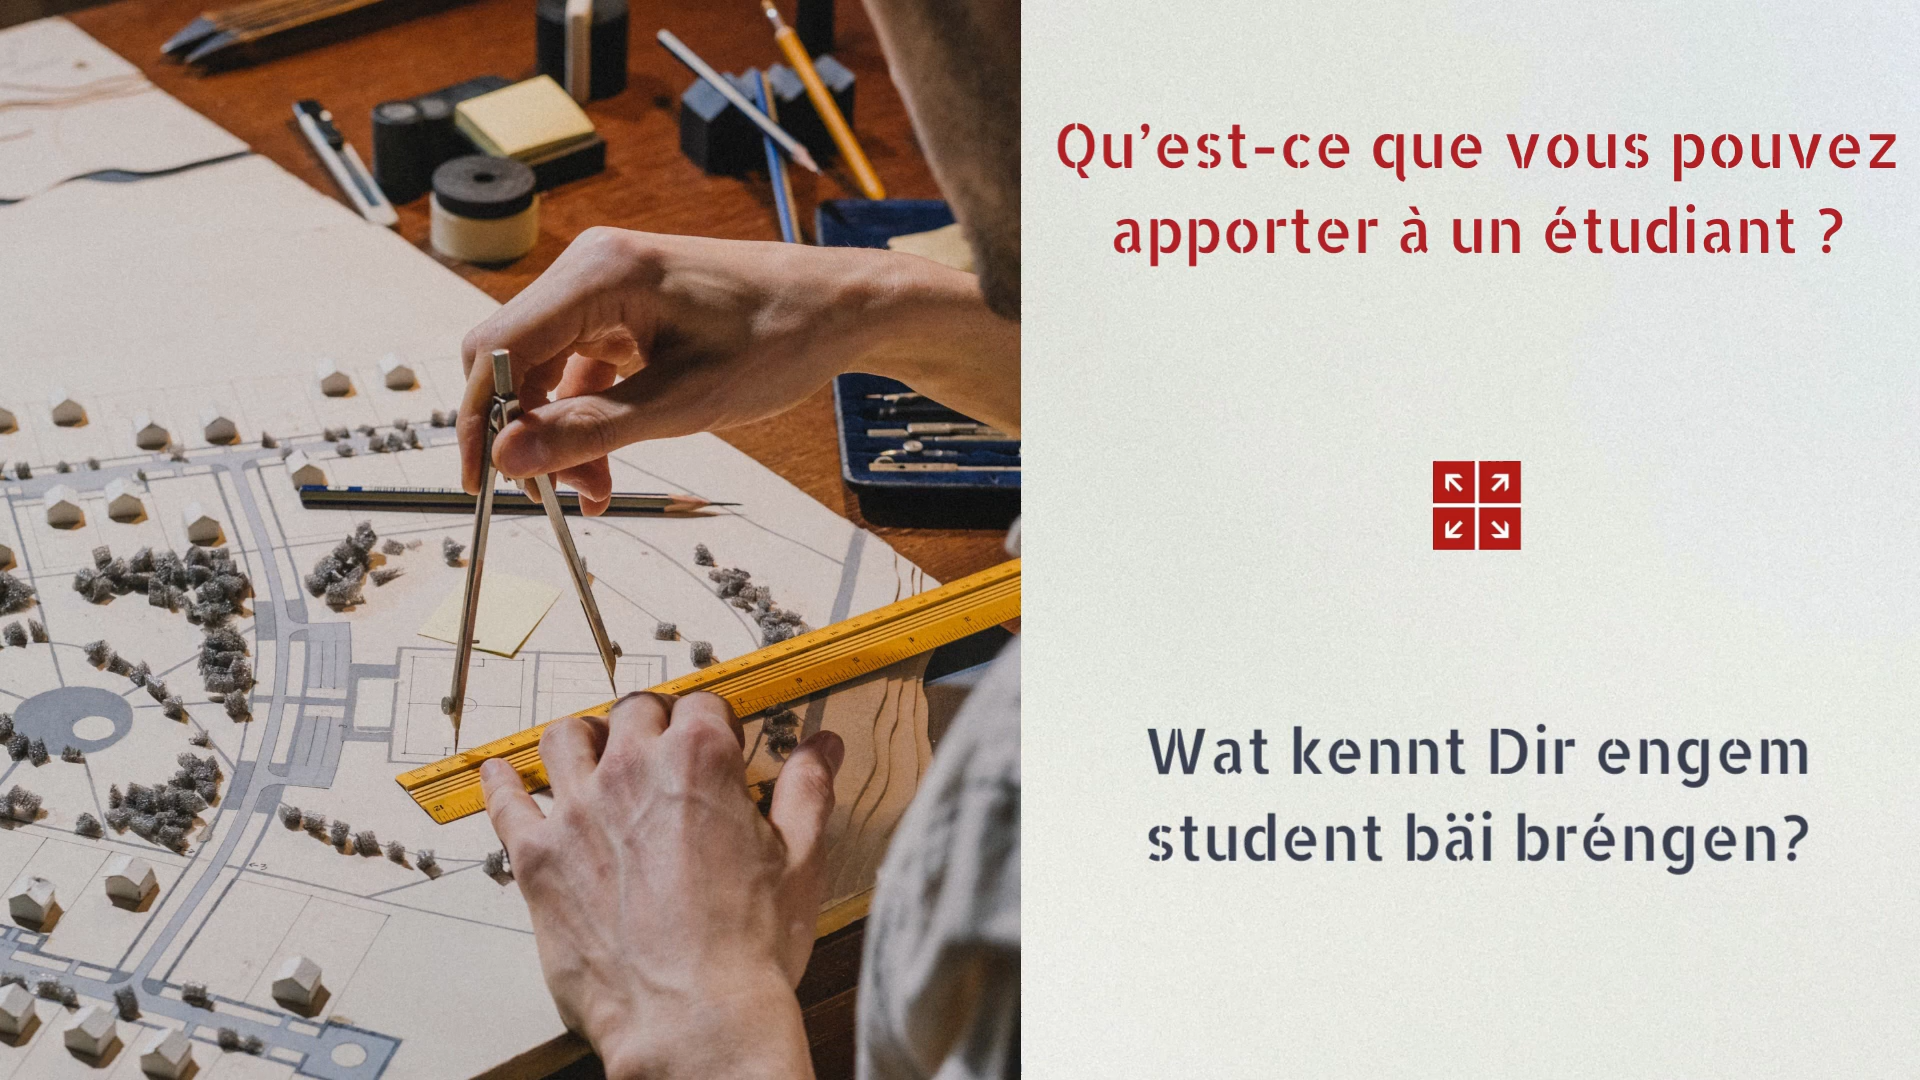 Qu’est-ce que vous pouvez
apporter à un étudiant ?
Wat kennt Dir engem
student bäi bréngen?